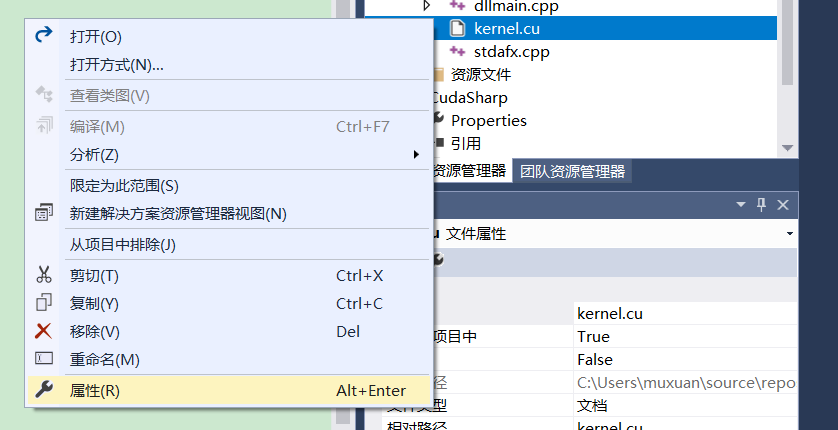 打开(O)
打开方式(N)...
查看类图(V)
编译(M) Ctrl+F7
分析(Z)
限定为此范围(S)
新建解决方案资源管理器视图(N)
从项目中排除(J)
剪切(T) Ctrl+X
复制(Y) Ctrl+C
移除(V) Del
重命名(M)
属性(R) Alt+Enter
dllmain.cpp
kernel.cu
stdafx.cpp
资源文件
CudaSharp
Properties
引用
资源管理器 团队资源管理器
u 文件属性
kernel.cu
项目中 True
False
径 C:\Users\muxuan\source\repo
文件类型 文档
相对路径 kernel.cu